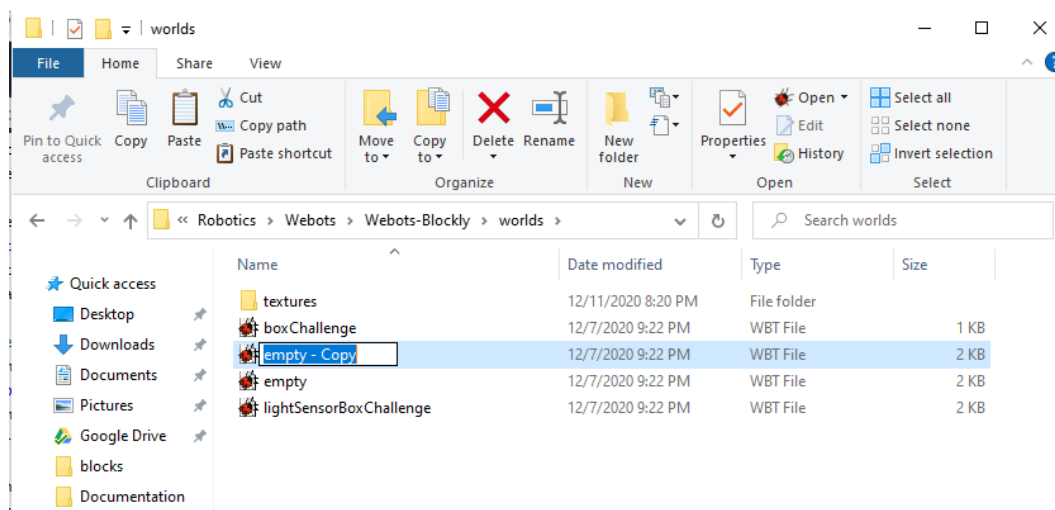 worlds
File Home Share View
Pin to Quick access
Copy
Paste
Cut
Copy path
Paste shortcut
Clipboard
Move to
Copy to
Delete
Rename
Organize
New folder
New
Properties
Open
Edit
History
Open
Select all
Select none
Invert selection
Select
« Robotics > Webots > Webots-Blockly > worlds >
Search worlds
Quick access
Desktop
Downloads
Documents
Pictures
Google Drive
blocks
Documentation
Name Date modified Type Size
textures 12/11/2020 8:20 PM File folder
boxChallenge 12/7/2020 9:22 PM WBT File 1 KB
empty - Copy 12/7/2020 9:22 PM WBT File 2 KB
empty 12/7/2020 9:22 PM WBT File 2 KB
lightSensorBoxChallenge 12/7/2020 9:22 PM WBT File 2 KB